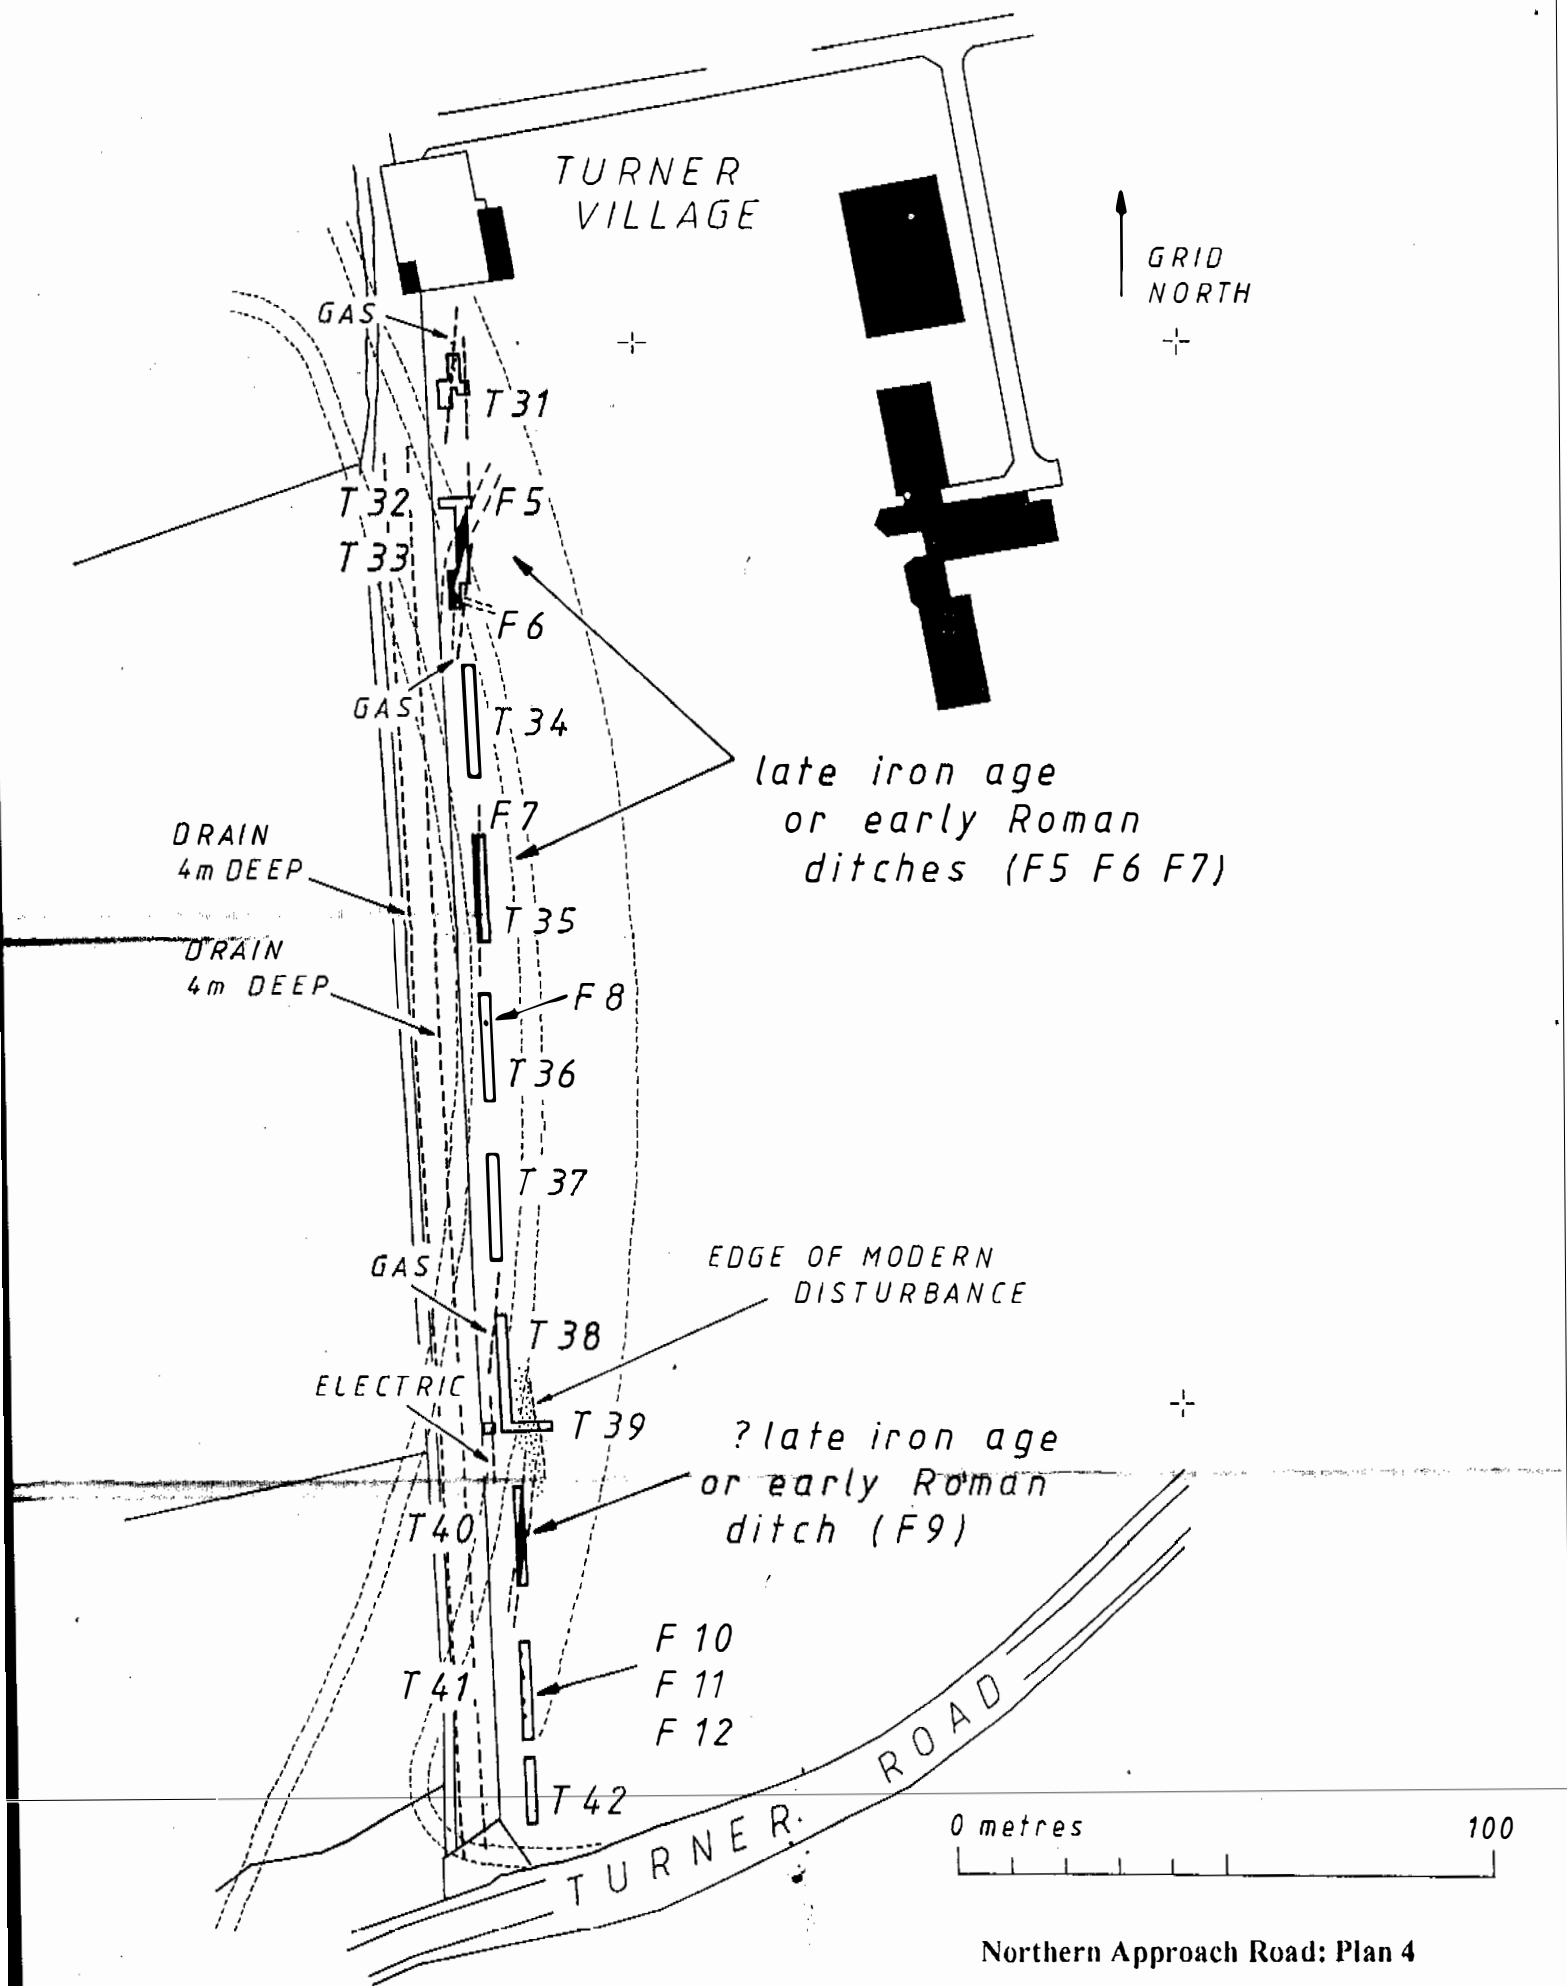 TURNER
VILLAGE
GRID
NORTH
GAS
T 31
T 32
F 5
T 33
F 6
GAS
T 34
late iron age
or early Roman
ditches (F5 F6 F7)
F 7
DRAIN
4m DEEP
T 35
DRAIN
4m DEEP
F 8
T 36
T 37
GAS
EDGE OF MODERN
DISTURBANCE
T 38
ELECTRIC
T 39
? late iron age
or early Roman
ditch (F9)
T 40
F 10
F 11
F 12
T 41
T 42
TURNER ROAD
0 metres 100
Northern Approach Road: Plan 4